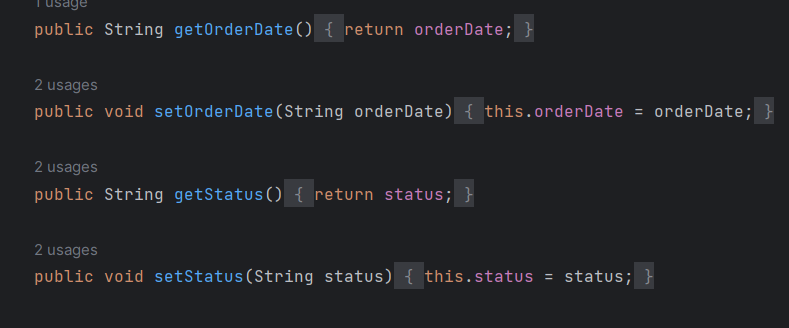 1 usage
public String getOrderDate() { return orderDate; }
2 usages
public void setOrderDate(String orderDate) { this.orderDate = orderDate; }
2 usages
public String getStatus() { return status; }
2 usages
public void setStatus(String status) { this.status = status; }